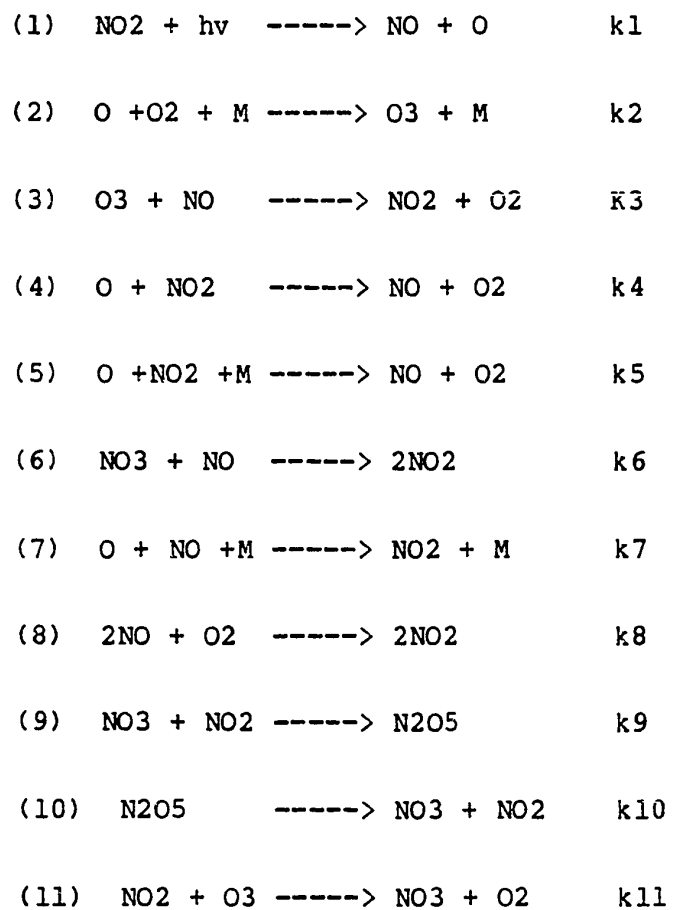 (1) NO2 + hv -----> NO + O k1
(2) O +O2 + M -----> O3 + M k2
(3) O3 + NO -----> NO2 + O2 k3
(4) O + NO2 -----> NO + O2 k4
(5) O +NO2 +M -----> NO + O2 k5
(6) NO3 + NO -----> 2NO2 k6
(7) O + NO +M -----> NO2 + M k7
(8) 2NO + O2 -----> 2NO2 k8
(9) NO3 + NO2 -----> N2O5 k9
(10) N2O5 -----> NO3 + NO2 k10
(11) NO2 + O3 -----> NO3 + O2 k11